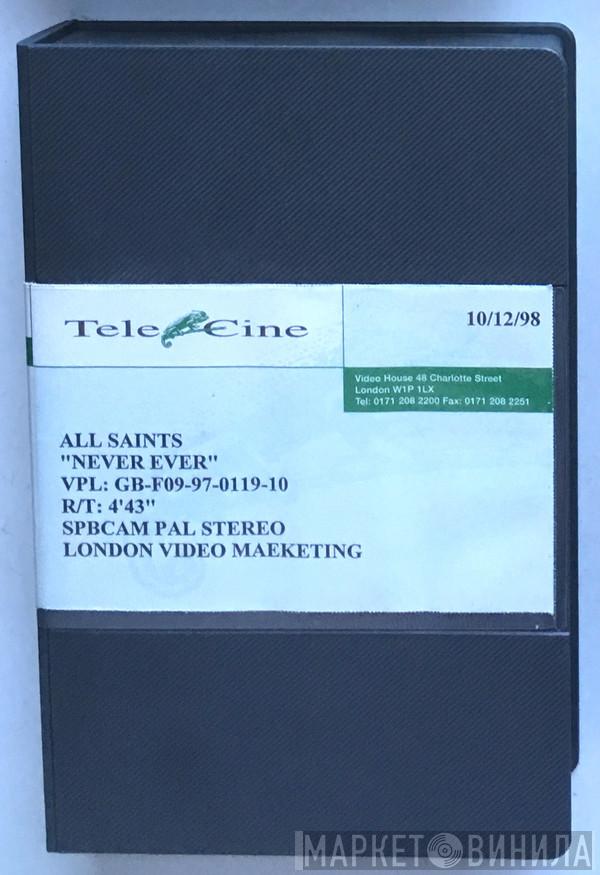 Tele Cine
10/12/98
Video House 48 Charlotte Street
London W1P 1LX
Tel: 0171 208 2200 Fax: 0171 208 2251
ALL SAINTS
"NEVER EVER"
VPL: GB-F09-97-0119-10
R/T: 4'43"
SPBCAM PAL STEREO
LONDON VIDEO MAEKETING
МАРКЕТ ВИНИЛА